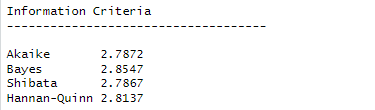 Information Criteria
------------------------------------
Akaike       2.7872
Bayes        2.8547
Shibata      2.7867
Hannan-Quinn 2.8137